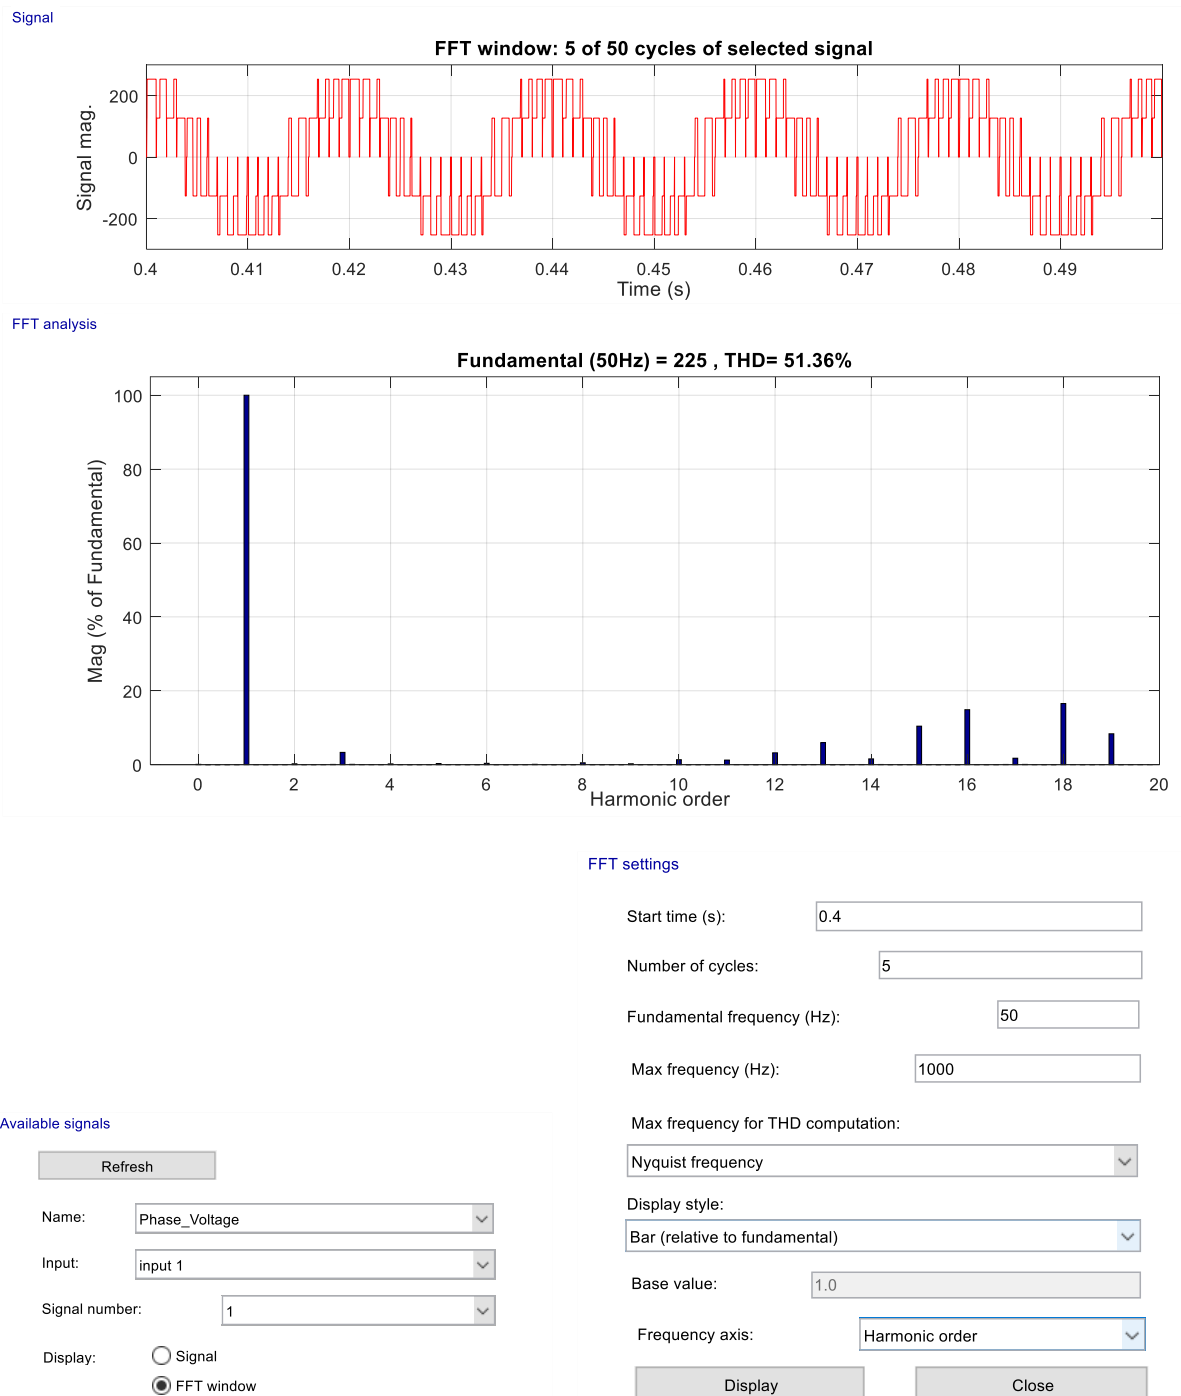 Signal
FFT window: 5 of 50 cycles of selected signal
Signal mag.
200
0
-200
0.4 0.41 0.42 0.43 0.44 0.45 0.46 0.47 0.48 0.49
Time (s)
FFT analysis
Fundamental (50Hz) = 225 , THD= 51.36%
Mag (% of Fundamental)
100
80
60
40
20
0
0 2 4 6 8 10 12 14 16 18 20
Harmonic order
FFT settings
Start time (s): 0.4
Number of cycles: 5
Fundamental frequency (Hz): 50
Max frequency (Hz): 1000
Max frequency for THD computation:
Nyquist frequency
Display style:
Bar (relative to fundamental)
Base value: 1.0
Frequency axis: Harmonic order
Display Close
Available signals
Refresh
Name: Phase_Voltage
Input: input 1
Signal number: 1
Display: Signal
FFT window